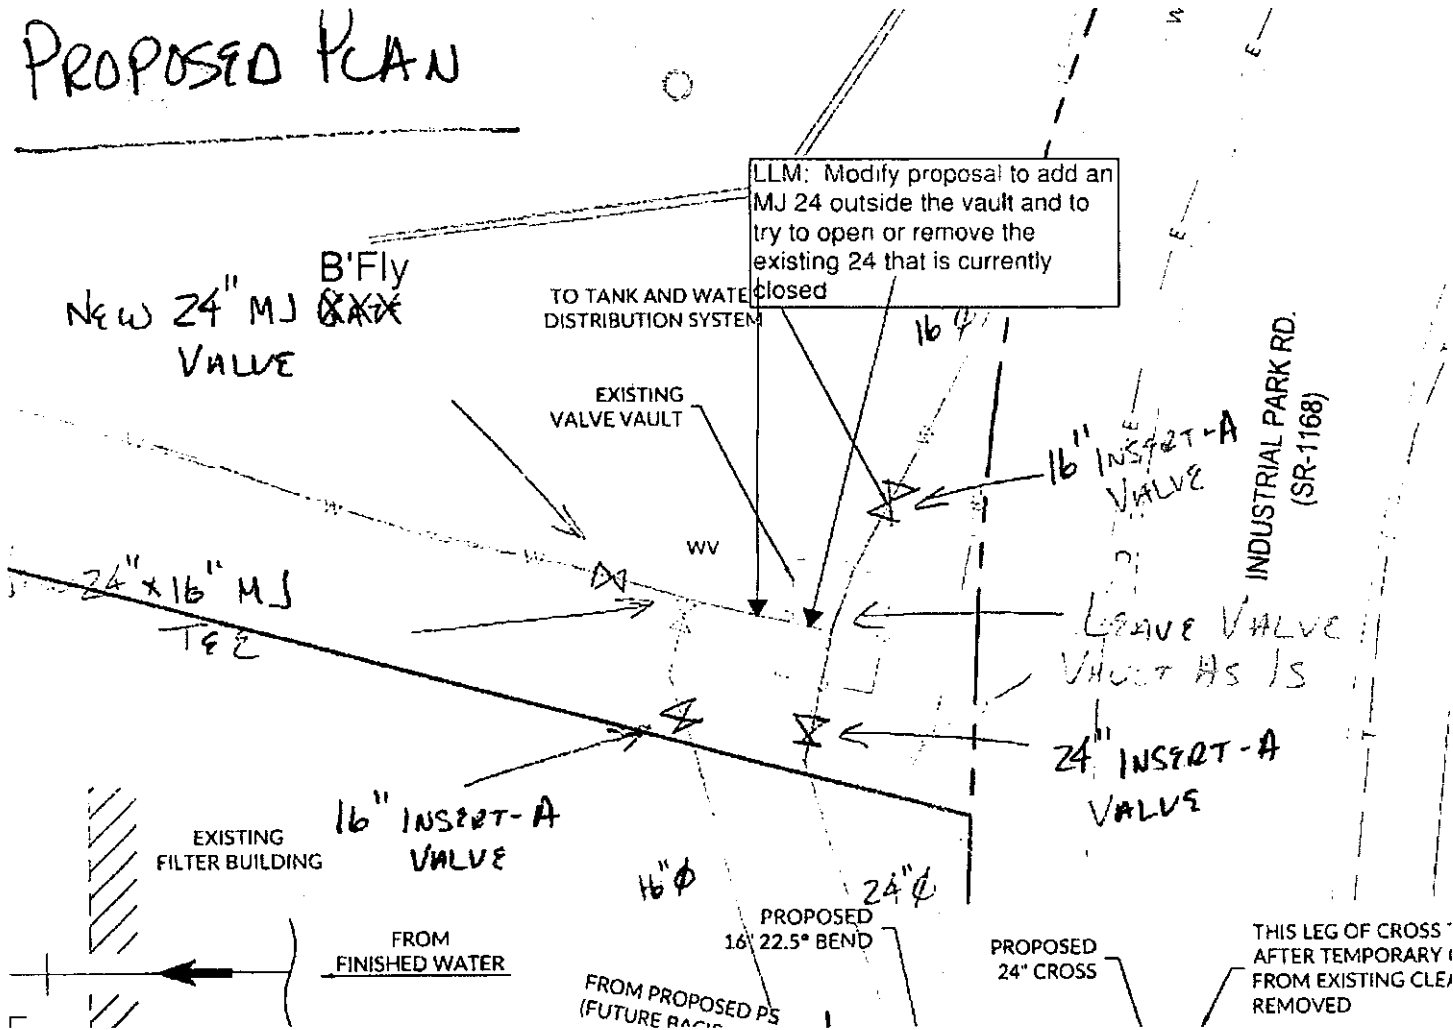 PROPOSED PLAN
LLM: Modify proposal to add an
MJ 24 outside the vault and to
try to open or remove the
existing 24 that is currently
closed
B'Fly
NEW 24" MJ
VALVE
TO TANK AND WATE
DISTRIBUTION SYSTEM
16"
EXISTING
VALVE VAULT
16" INSERT-A
VALVE
INDUSTRIAL PARK RD.
(SR-1168)
WV
24" x 16" MJ
TEE
LEAVE VALVE
VAULT AS IS
24" INSERT-A
VALVE
16" INSERT-A
VALVE
EXISTING
FILTER BUILDING
16"ϕ
24"ϕ
PROPOSED
16" 22.5° BEND
PROPOSED
24" CROSS
FROM
FINISHED WATER
FROM PROPOSED PS
(FUTURE
THIS LEG OF CROSS
AFTER TEMPORARY
FROM EXISTING
REMOVED